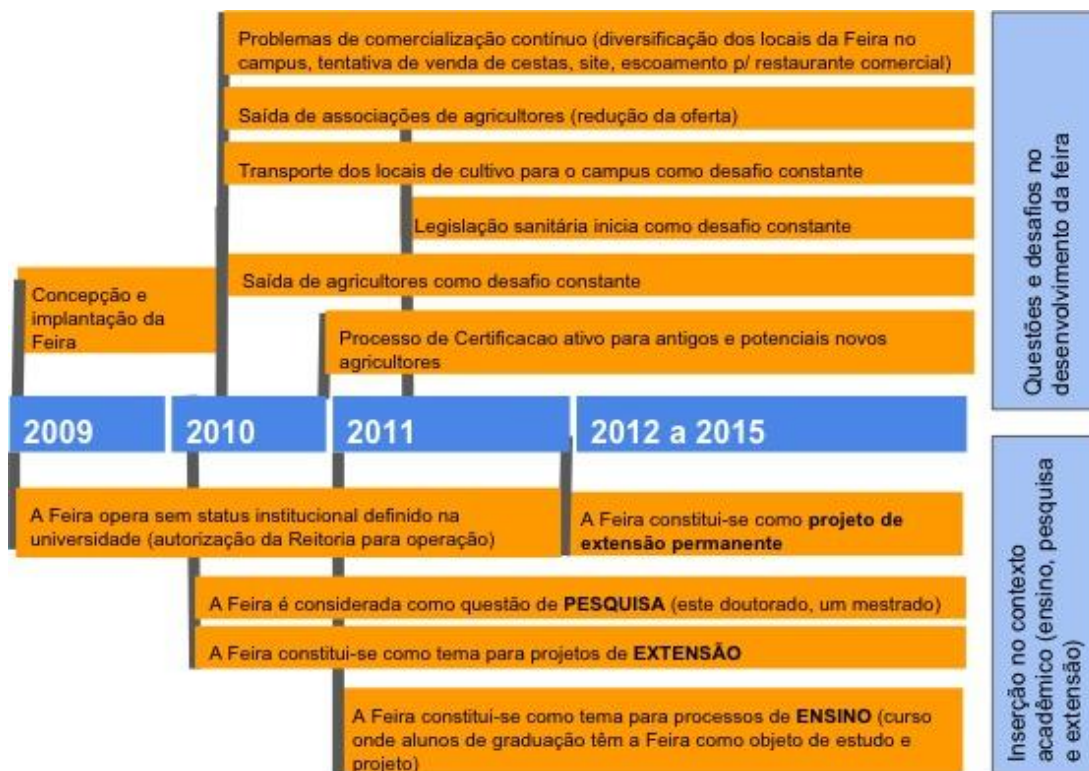 Problemas de comercialização contínuo (diversificação dos locais da Feira no
campus, tentativa de venda de cestas, site, escoamento p/ restaurante comercial)
Saída de associações de agricultores (redução da oferta)
Transporte dos locais de cultivo para o campus como desafio constante
Legislação sanitária inicia como desafio constante
Saída de agricultores como desafio constante
Concepção e
implantação da
Feira
Processo de Certificacao ativo para antigos e potenciais novos
agricultores
Questões e desafios no
desenvolvimento da feira
2009
2010
2011
2012 a 2015
A Feira opera sem status institucional definido na
universidade (autorização da Reitoria para operação)
A Feira constitui-se como projeto de
extensão permanente
A Feira é considerada como questão de PESQUISA (este doutorado, um mestrado)
A Feira constitui-se como tema para projetos de EXTENSÃO
A Feira constitui-se como tema para processos de ENSINO (curso
onde alunos de graduação têm a Feira como objeto de estudo e
projeto)
Inserção no contexto
acadêmico (ensino, pesquisa
e extensão)